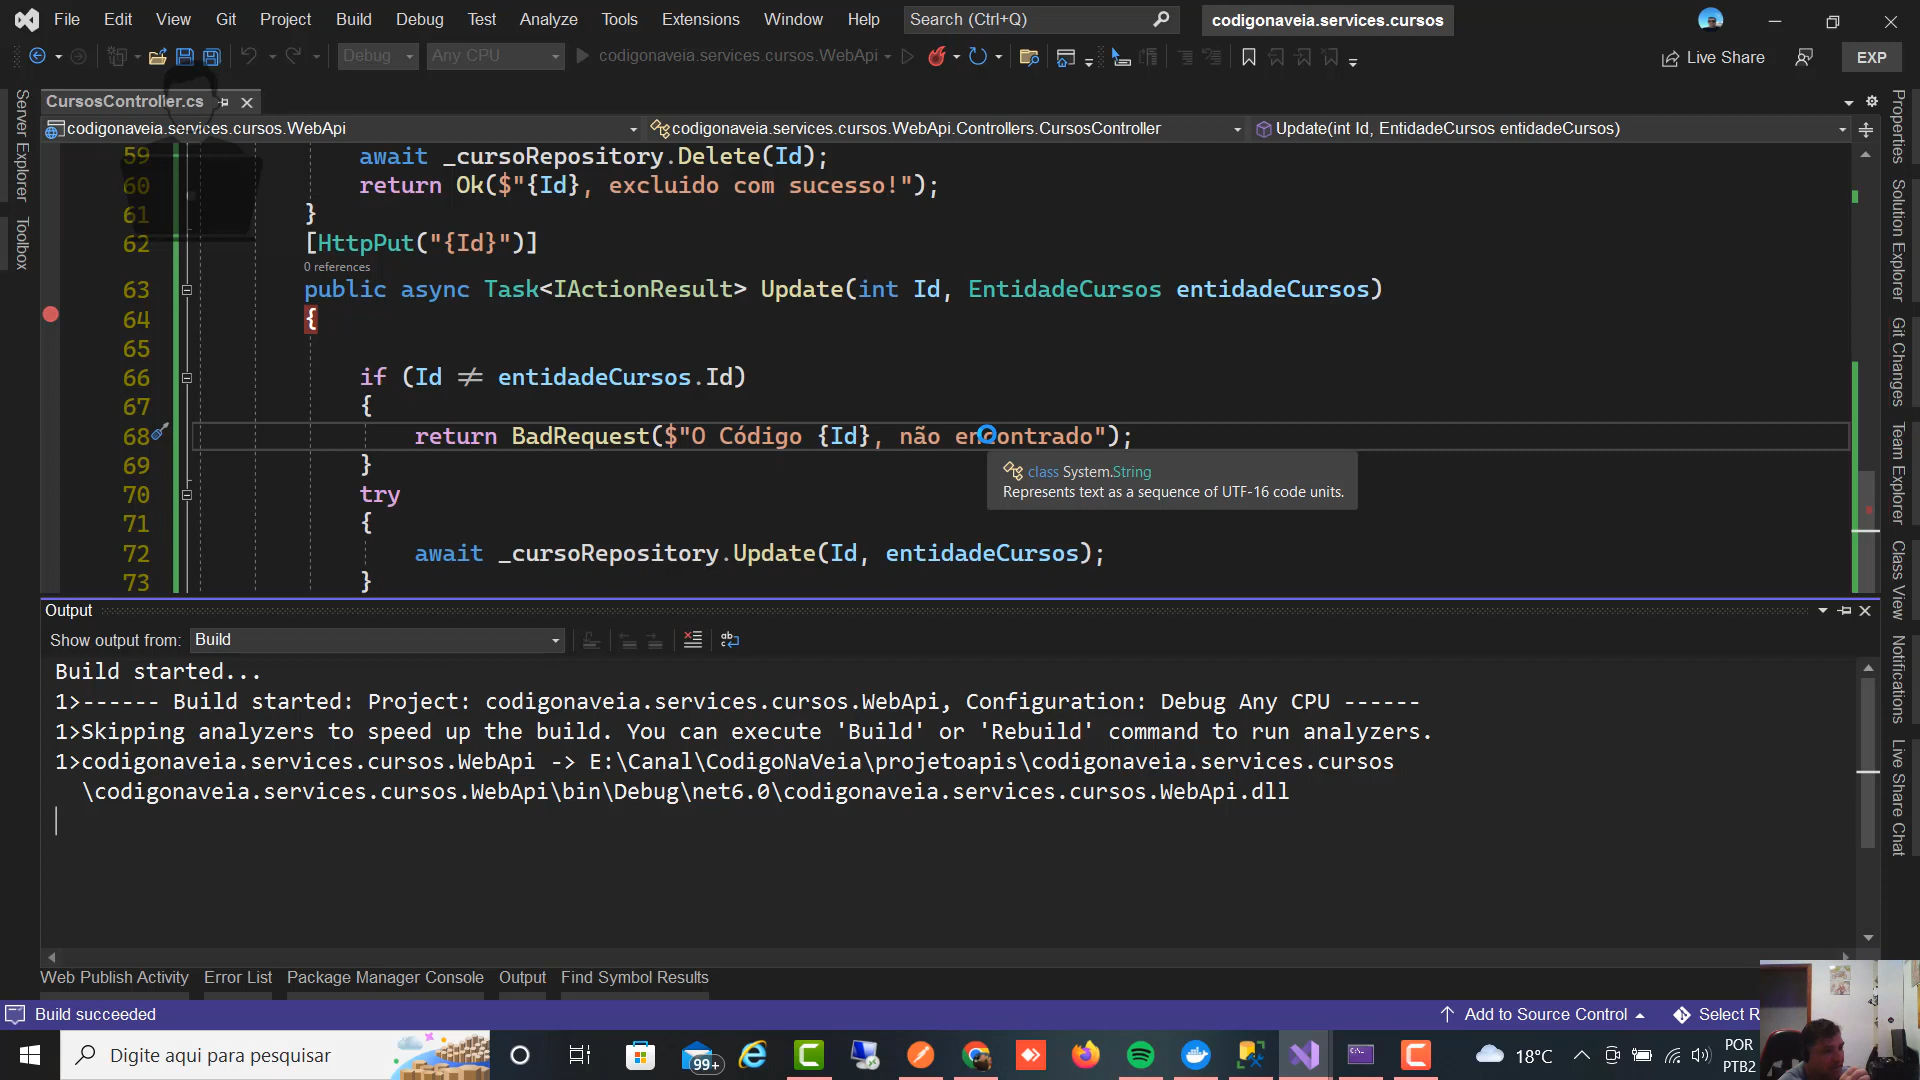 File Edit View Git Project Build Debug Test Analyze Tools Extensions Window Help Search (Ctrl+Q) codigonaveia.services.cursos
Debug Any CPU codigonaveia.services.cursos.WebApi Live Share EXP
CursosController.cs
codigonaveia.services.cursos.WebApi codigonaveia.services.cursos.WebApi.Controllers.CursosController Update(int Id, EntidadeCursos entidadeCursos)
59 await _cursoRepository.Delete(Id);
60 return Ok($"{Id}, excluido com sucesso!");
61 }
62 [HttpPut("{Id}")]
0 references
63 public async Task<IActionResult> Update(int Id, EntidadeCursos entidadeCursos)
64 {
65
66 if (Id ≠ entidadeCursos.Id)
67 {
68 return BadRequest($"O Código {Id}, não encontrado");
69 }
70 try
71 {
72 await _cursoRepository.Update(Id, entidadeCursos);
73 }
class System.String
Represents text as a sequence of UTF-16 code units.
Server Explorer
Toolbox
Properties
Solution Explorer
Git Changes
Team Explorer
Class View
Notifications
Live Share Chat
Output
Show output from: Build
Build started...
1>------ Build started: Project: codigonaveia.services.cursos.WebApi, Configuration: Debug Any CPU ------
1>Skipping analyzers to speed up the build. You can execute 'Build' or 'Rebuild' command to run analyzers.
1>codigonaveia.services.cursos.WebApi -> E:\Canal\CodigoNaVeia\projetoapis\codigonaveia.services.cursos
\codigonaveia.services.cursos.WebApi\bin\Debug\net6.0\codigonaveia.services.cursos.WebApi.dll
Web Publish Activity Error List Package Manager Console Output Find Symbol Results
Build succeeded Add to Source Control Select R
Digite aqui para pesquisar 99+ 18°C POR
PTB2